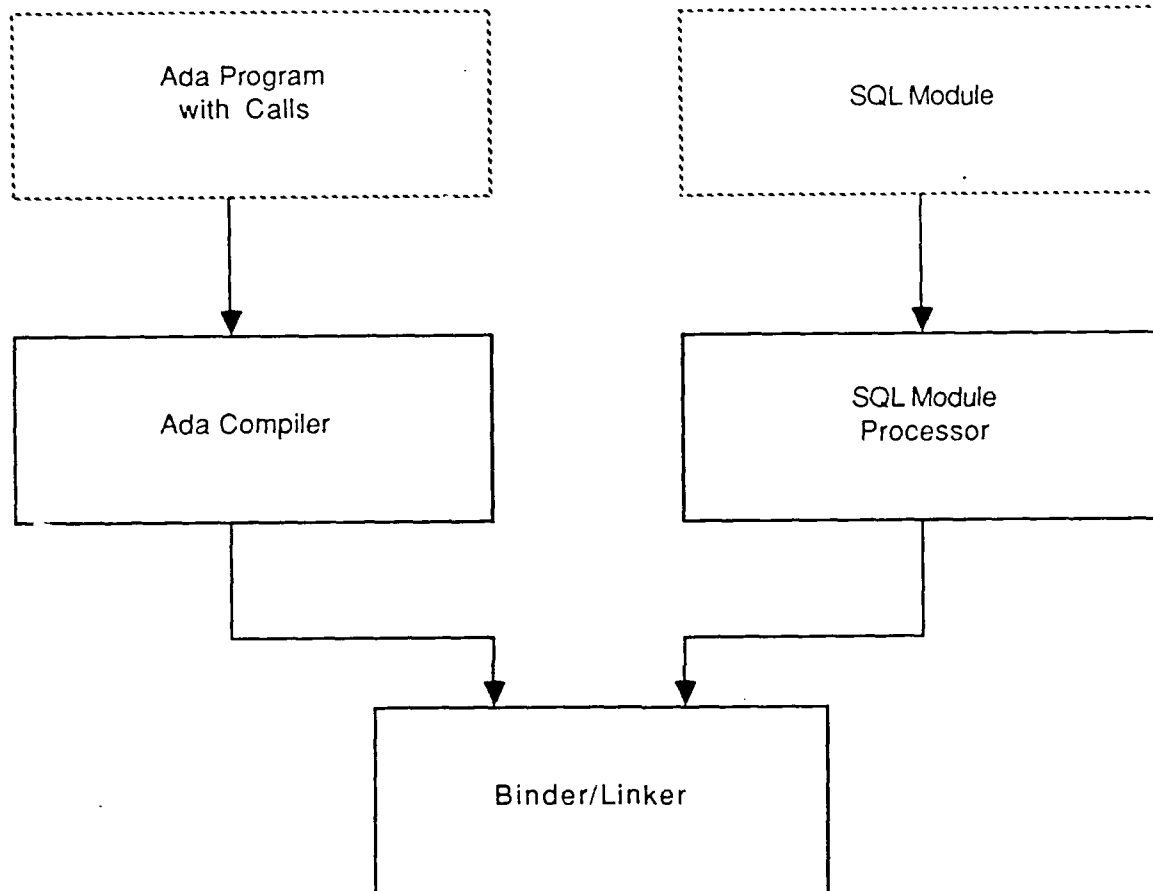 Ada Program
with Calls
SQL Module
Ada Compiler
SQL Module
Processor
Binder/Linker